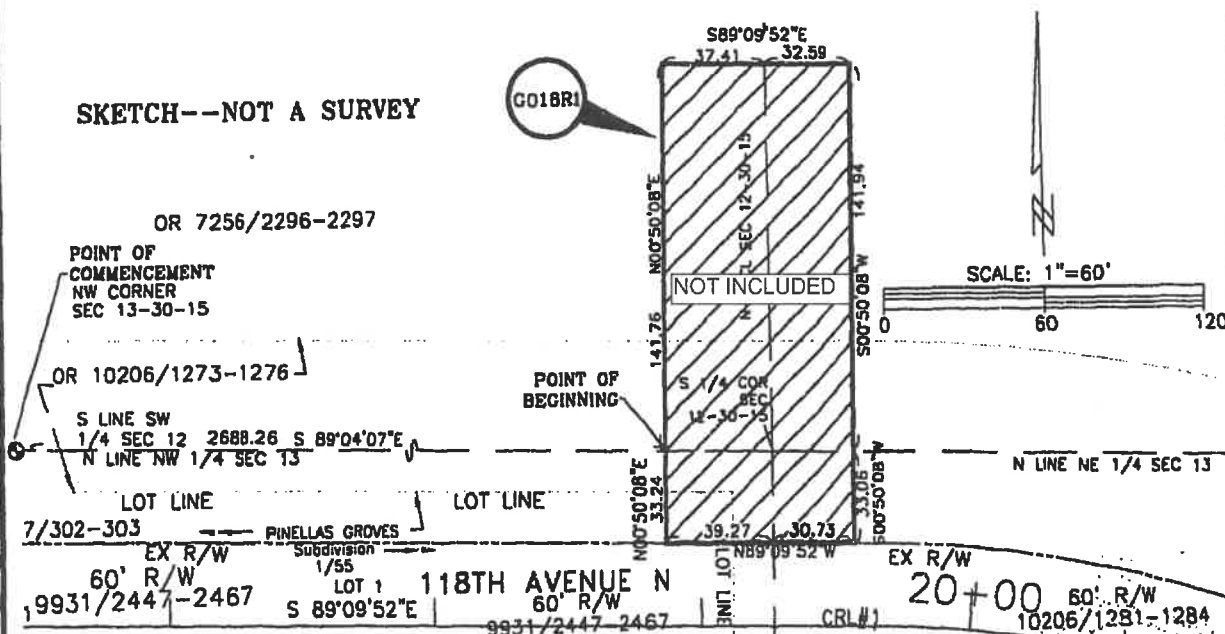 S89°09'52"E
37.41 32.59
G018R1
SKETCH--NOT A SURVEY
OR 7256/2296-2297
POINT OF
COMMENCEMENT
NW CORNER
SEC 13-30-15
N00°50'08"E
141.76
SEC 12-30-15
141.94
S00°50'08"W
NOT INCLUDED
N
SCALE: 1"=60'
0 60 120
OR 10206/1273-1276
POINT OF
BEGINNING
S 1/4 COR
SEC
12-30-15
S LINE SW
1/4 SEC 12 2688.26 S 89°04'07"E
N LINE NW 1/4 SEC 13
N LINE NE 1/4 SEC 13
LOT LINE LOT LINE
N00°50'08"E
33.24
33.06
S00°50'08"W
7/302-303 PINELLAS GROVES
Subdivision
1/55
LOT 1
39.27 30.73
N89°09'52"W
EX R/W
60' R/W
9931/2447-2467
S 89°09'52"E
118TH AVENUE N
60' R/W
9931/2447-2467
LOT LINE
CRL#1
EX R/W
20+00
60' R/W
10206/1281-1284